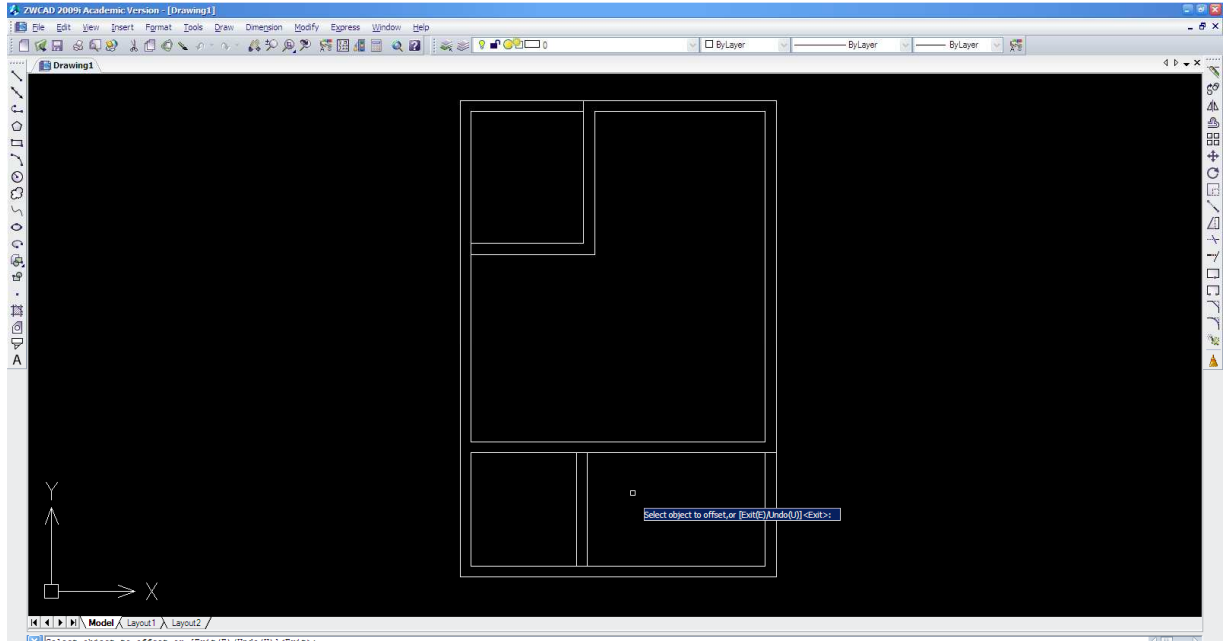 ZWCAD 2009i Academic Version - [Drawing1]
File Edit View Insert Format Tools Draw Dimension Modify Express Window Help
0 ByLayer ByLayer ByLayer
Drawing1
A
Select object to offset,or [Exit(E)/Undo(U)]<Exit>:
Y
X
Model Layout1 Layout2